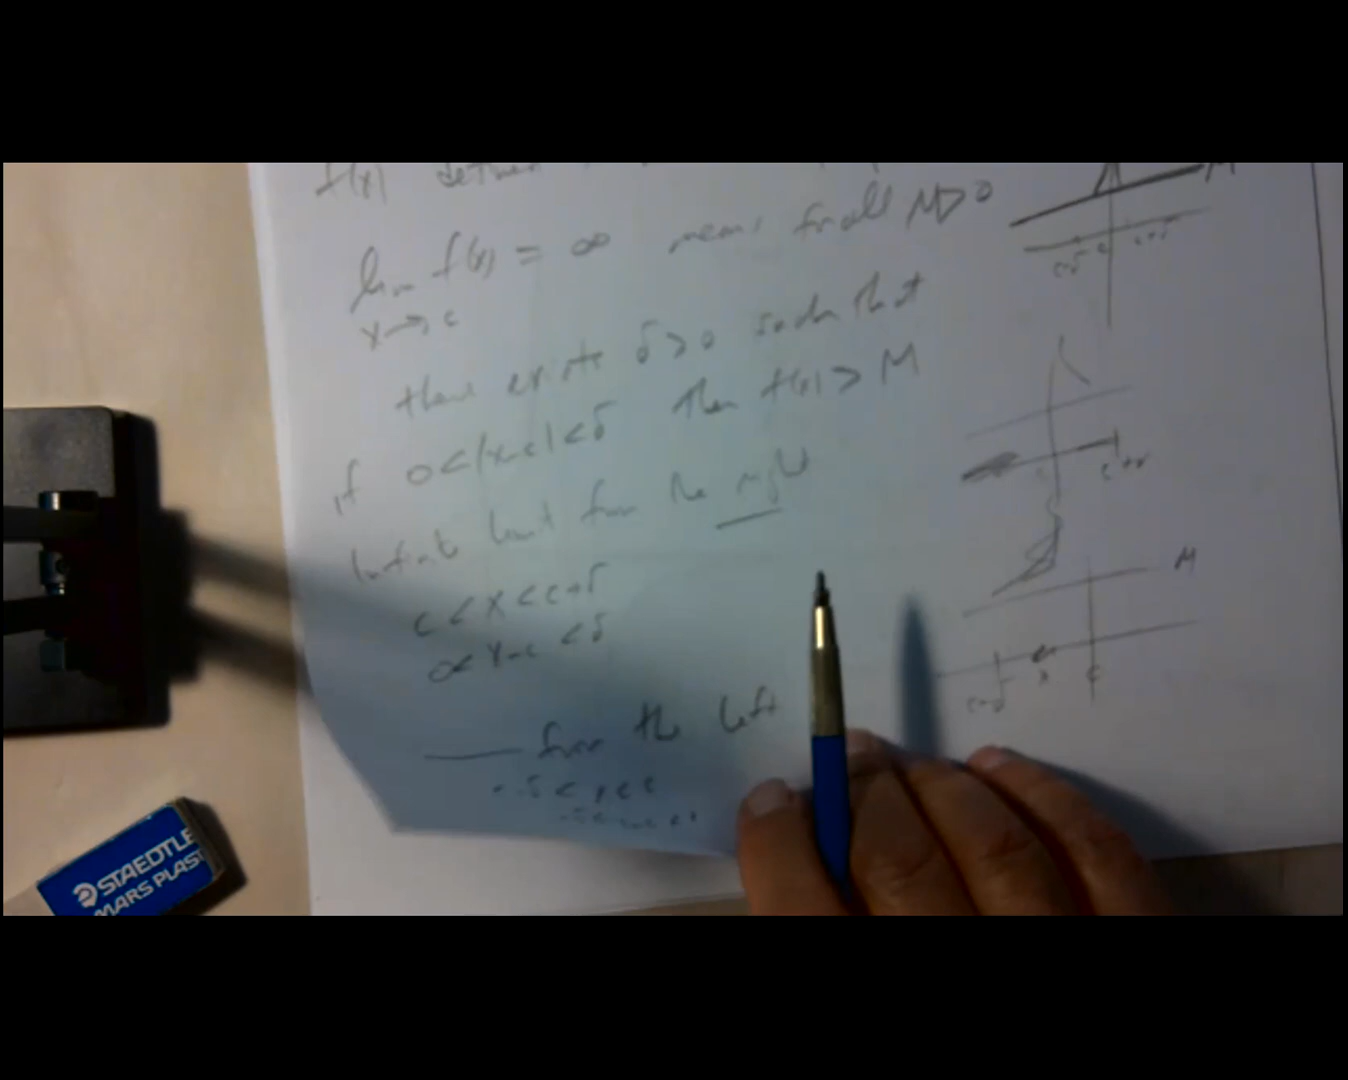 f(x) defined
lim f(x) = ∞ means for all M>0
x→c
there exists δ>0 such that
if 0<|x-c|<δ then f(x) > M
Infinite limit from the right
c < x < c+δ
0< x-c <δ
from the left
M
c-δ c c+δ
c+δ
M
c-δ x c
STAEDTLER
MARS PLAST